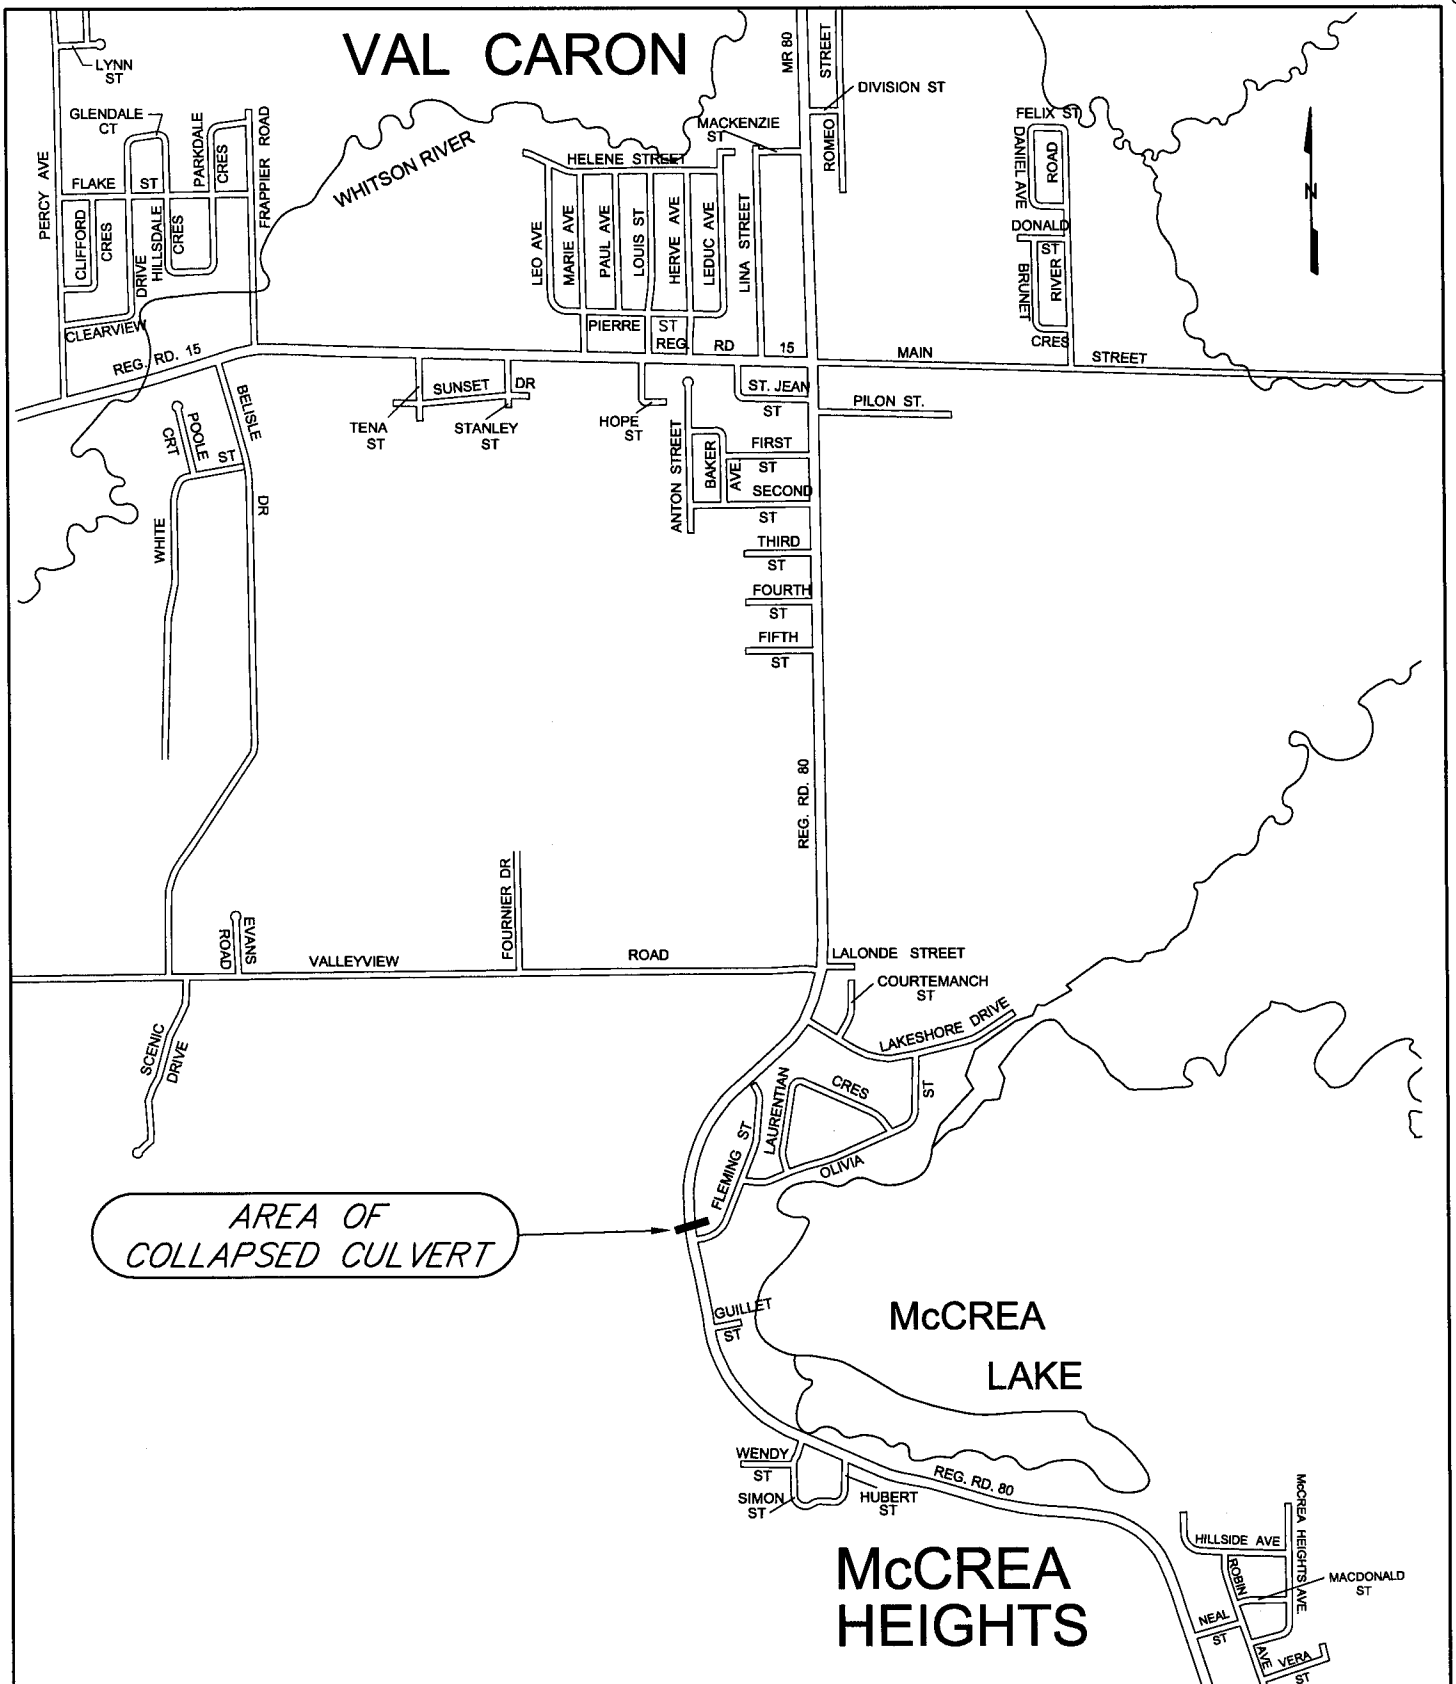 VAL CARON
MR 80
STREET
ROMEO
LYNN
ST
DIVISION ST
GLENDALE
CT
PARKDALE
CRES
FRAPPIER ROAD
MACKENZIE
ST
FELIX ST
DANIEL AVE
ROAD
WHITSON RIVER
HELENE STREET
PERCY AVE
FLAKE ST
CLIFFORD
CRES
DRIVE
HILLSDALE
CRES
LEO AVE
MARIE AVE
PAUL AVE
LOUIS ST
HERVE AVE
LEDUC AVE
LINA STREET
N
DONALD
ST
BRUNET
RIVER
CRES
CLEARVIEW
PIERRE ST
REG. RD. 15
REG. RD 15
MAIN STREET
BELISLE
DR
SUNSET DR
TENA
ST
STANLEY
ST
HOPE
ST
ST. JEAN
ST
PILON ST.
POOLE
CRT
ST
WHITE
ANTON STREET
BAKER
AVE
FIRST
ST
SECOND
ST
THIRD
ST
FOURTH
ST
FIFTH
ST
REG. RD. 80
FOURNIER DR
EVANS
ROAD
VALLEYVIEW ROAD
LALONDE STREET
COURTEMANCH
ST
SCENIC
DRIVE
LAKESHORE DRIVE
LAURENTIAN
CRES
ST
FLEMING ST
OLIVIA
AREA OF
COLLAPSED CULVERT
GUILLET
ST
McCREA
LAKE
WENDY
ST
SIMON
ST
HUBERT
ST
REG. RD. 80
McCREA
HEIGHTS
McCREA HEIGHTS AVE.
HILLSIDE AVE
ROBIN
AVE
MACDONALD
ST
NEAL
ST
VERA
ST